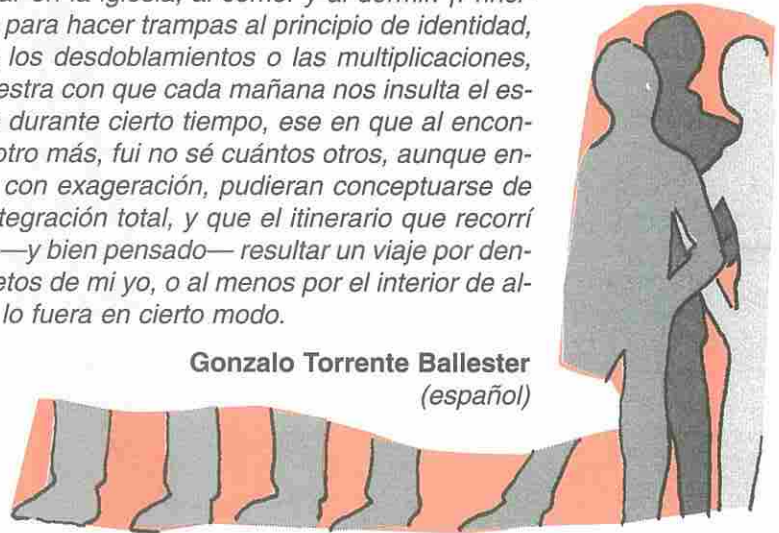 para hacer trampas al principio de identidad,
los desdoblamientos o las multiplicaciones,
estra con que cada mañana nos insulta el es-
durante cierto tiempo, ese en que al encon-
otro más, fui no sé cuántos otros, aunque en-
con exageración, pudieran conceptuarse de
tegración total, y que el itinerario que recorrí
—y bien pensado— resultar un viaje por den-
etos de mi yo, o al menos por el interior de al-
lo fuera en cierto modo.
Gonzalo Torrente Ballester
(español)